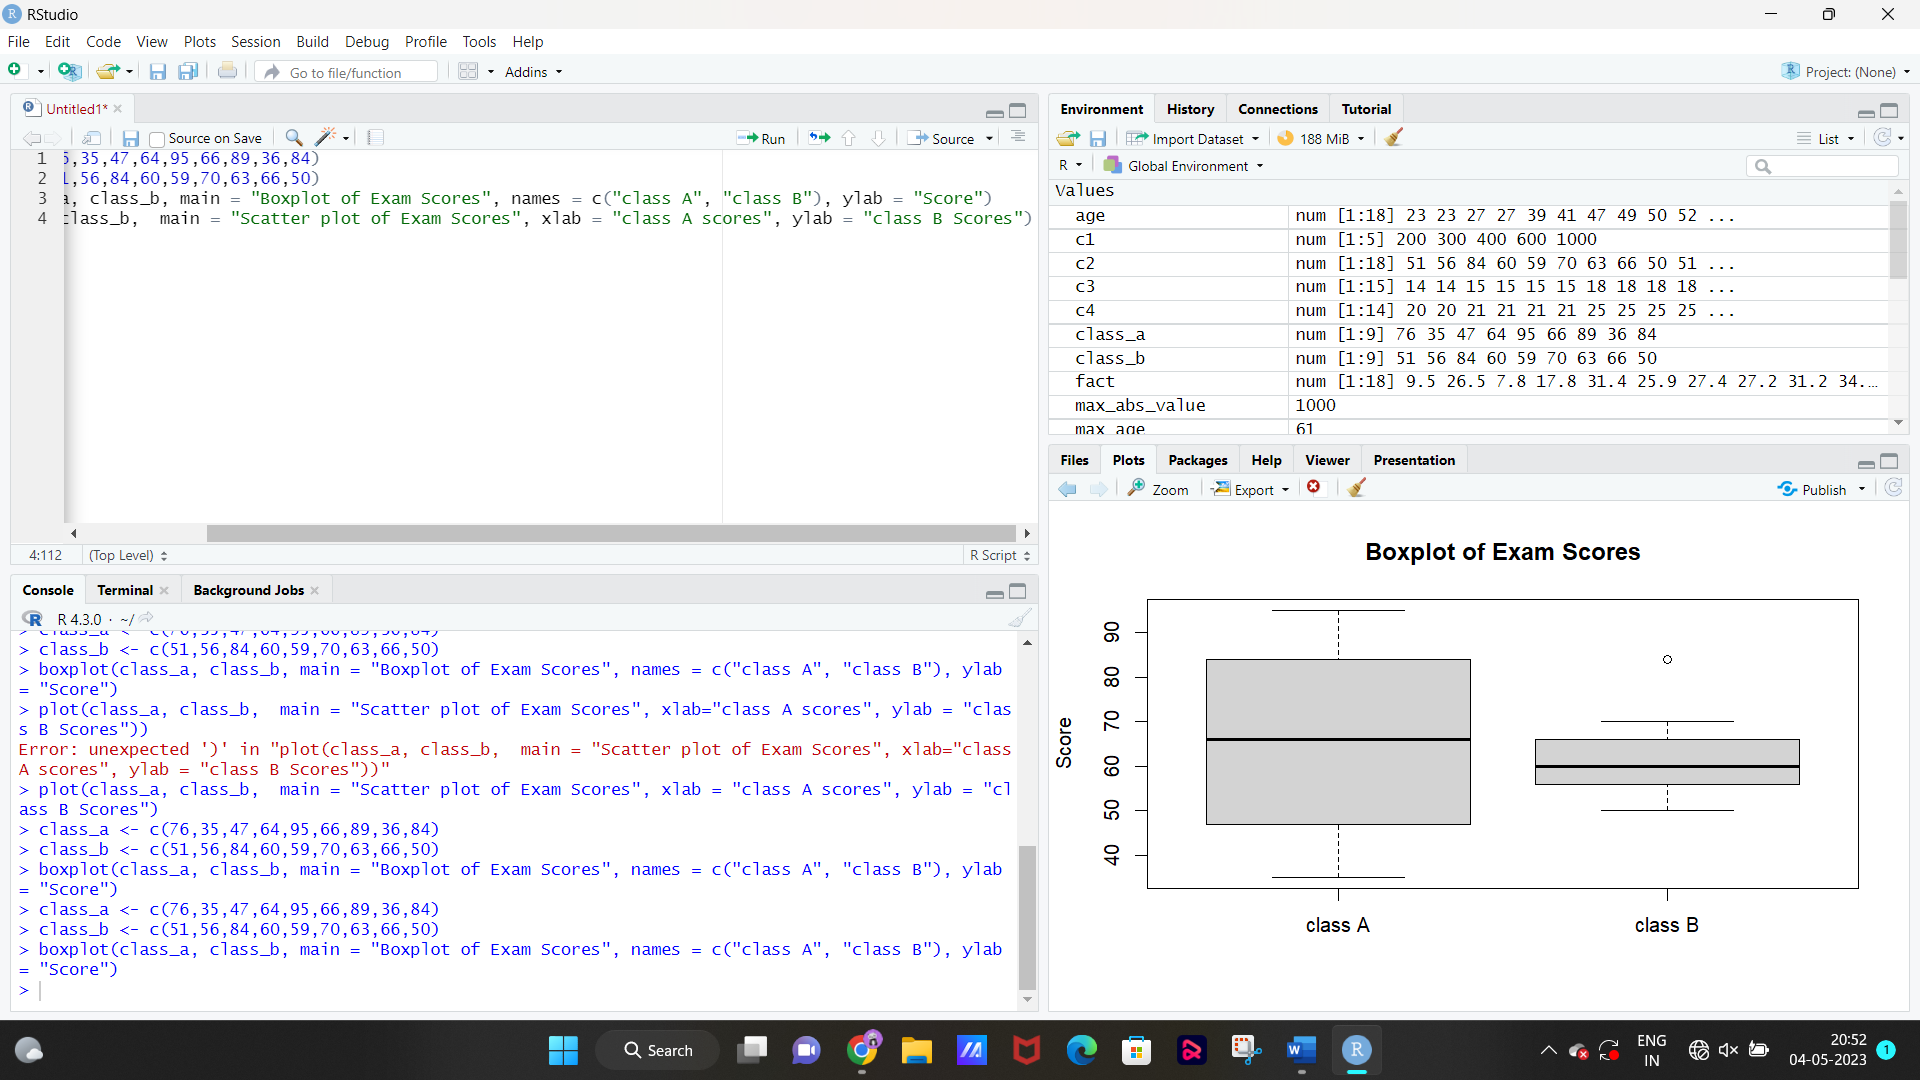 RStudio
File Edit Code View Plots Session Build Debug Profile Tools Help
Go to file/function Addins Project: (None)
Untitled1*
Source on Save Run Source
1 5,35,47,64,95,66,89,36,84)
2 1,56,84,60,59,70,63,66,50)
3 a, class_b, main = "Boxplot of Exam Scores", names = c("class A", "class B"), ylab = "Score")
4 class_b,  main = "Scatter plot of Exam Scores", xlab = "class A scores", ylab = "class B Scores")
4:112 (Top Level) R Script
Console Terminal Background Jobs
R 4.3.0 · ~/
> class_a <- c(76,35,47,64,95,66,89,36,84)
> class_b <- c(51,56,84,60,59,70,63,66,50)
> boxplot(class_a, class_b, main = "Boxplot of Exam Scores", names = c("class A", "class B"), ylab
= "Score")
> plot(class_a, class_b,  main = "Scatter plot of Exam Scores", xlab="class A scores", ylab = "clas
s B Scores"))
Error: unexpected ')' in "plot(class_a, class_b,  main = "Scatter plot of Exam Scores", xlab="class
A scores", ylab = "class B Scores"))"
> plot(class_a, class_b,  main = "Scatter plot of Exam Scores", xlab = "class A scores", ylab = "cl
ass B Scores")
> class_a <- c(76,35,47,64,95,66,89,36,84)
> class_b <- c(51,56,84,60,59,70,63,66,50)
> boxplot(class_a, class_b, main = "Boxplot of Exam Scores", names = c("class A", "class B"), ylab
= "Score")
> class_a <- c(76,35,47,64,95,66,89,36,84)
> class_b <- c(51,56,84,60,59,70,63,66,50)
> boxplot(class_a, class_b, main = "Boxplot of Exam Scores", names = c("class A", "class B"), ylab
= "Score")
>
Environment History Connections Tutorial
Import Dataset 188 MiB List
R Global Environment
Values
age num [1:18] 23 23 27 27 39 41 47 49 50 52 ...
c1 num [1:5] 200 300 400 600 1000
c2 num [1:18] 51 56 84 60 59 70 63 66 50 51 ...
c3 num [1:15] 14 14 15 15 15 15 18 18 18 18 ...
c4 num [1:14] 20 20 21 21 21 21 25 25 25 25 ...
class_a num [1:9] 76 35 47 64 95 66 89 36 84
class_b num [1:9] 51 56 84 60 59 70 63 66 50
fact num [1:18] 9.5 26.5 7.8 17.8 31.4 25.9 27.4 27.2 31.2 34.…
max_abs_value 1000
max_age 61
Files Plots Packages Help Viewer Presentation
Zoom Export Publish
Boxplot of Exam Scores
Score
90
80
70
60
50
40
class A class B
Search
ENG
IN
20:52
04-05-2023
1